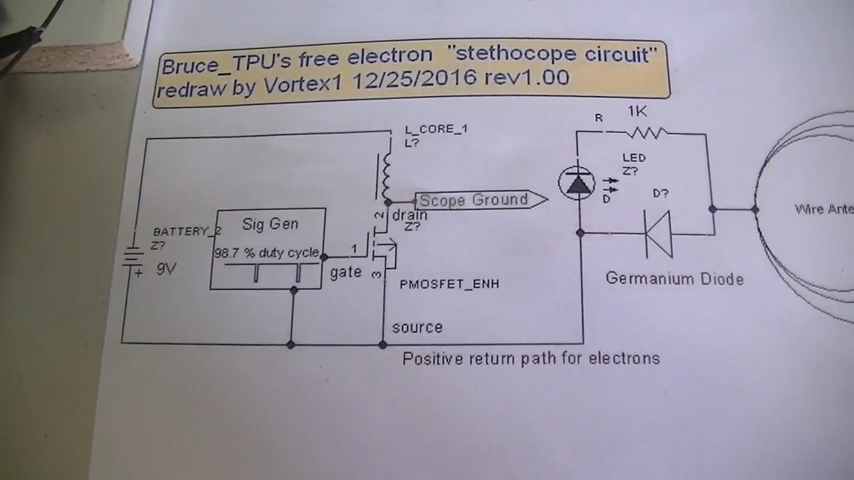 Bruce_TPU's free electron "stethocope circuit"
redraw by Vortex1 12/25/2016 rev1.00
L_CORE_1
L?
R
1K
LED
Z?
D
D?
Scope Ground
Wire Ante
2
drain
Z?
Sig Gen
98.7 % duty cycle
BATTERY_2
Z?
+
9V
1
gate
3
PMOSFET_ENH
Germanium Diode
source
Positive return path for electrons